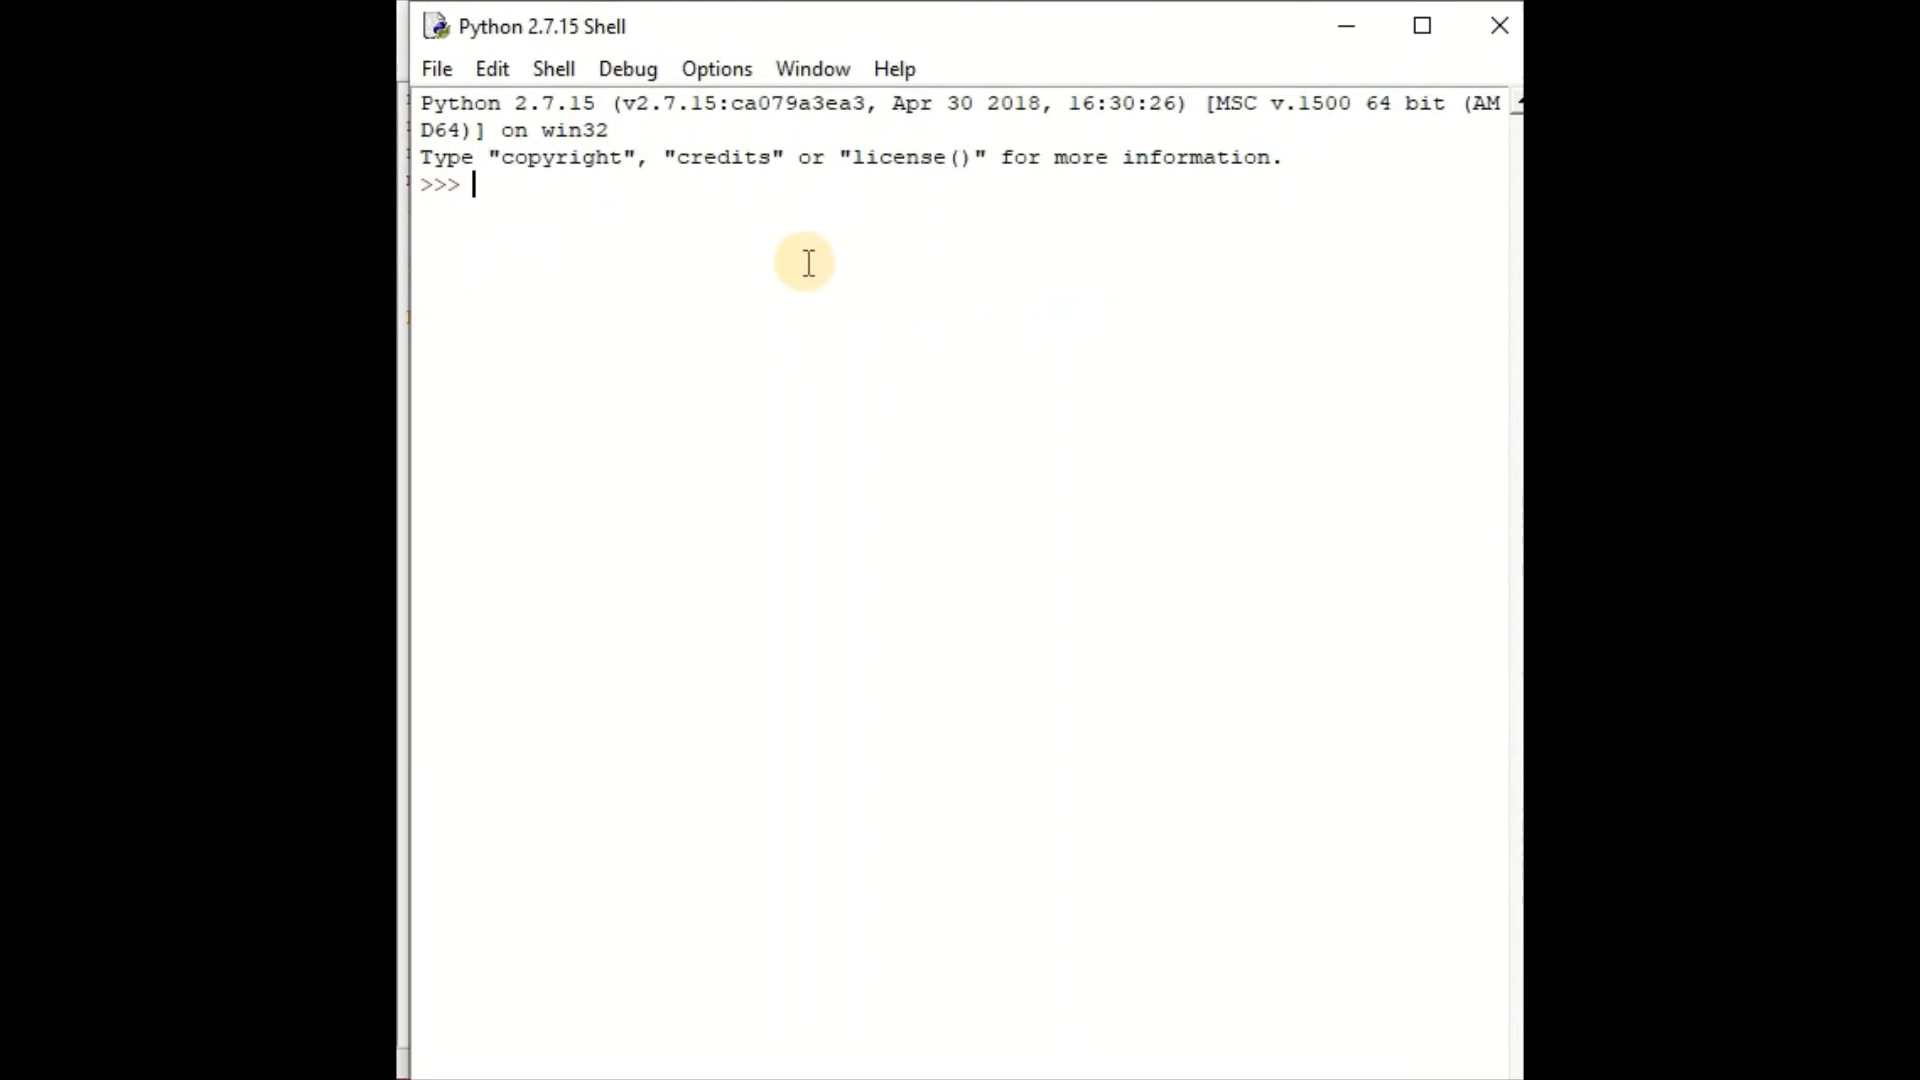 Python 2.7.15 Shell
File Edit Shell Debug Options Window Help
Python 2.7.15 (v2.7.15:ca079a3ea3, Apr 30 2018, 16:30:26) [MSC v.1500 64 bit (AM
D64)] on win32
Type "copyright", "credits" or "license()" for more information.
>>>